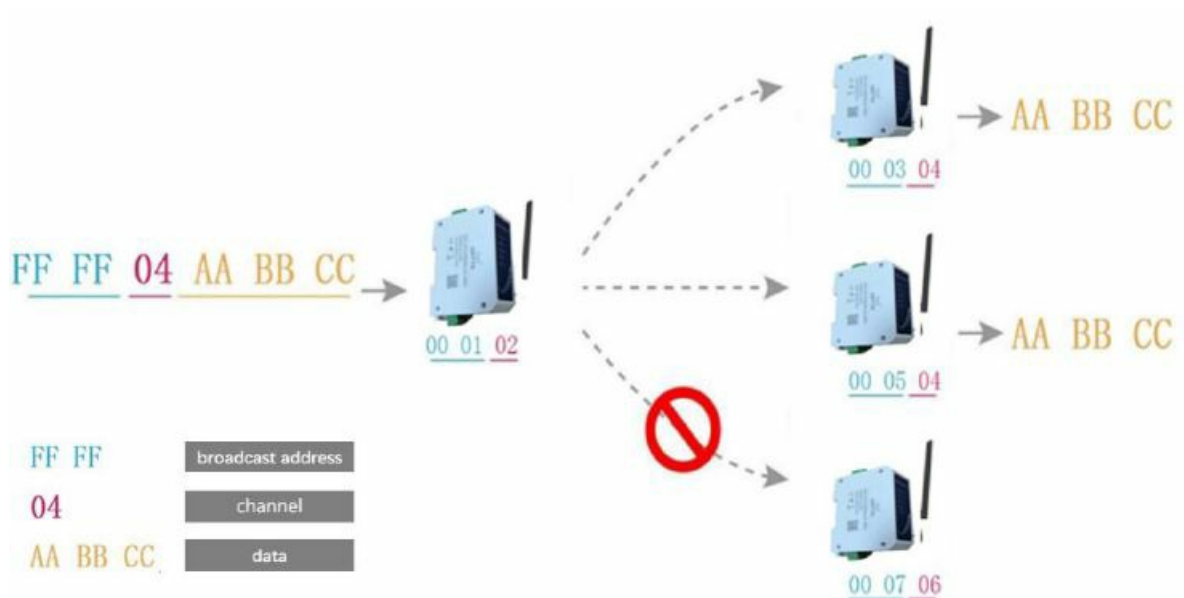 AA BB CC
00 03 04
FF FF 04 AA BB CC
00 01 02
AA BB CC
00 05 04
FF FF broadcast address
04 channel
AA BB CC data
00 07 06